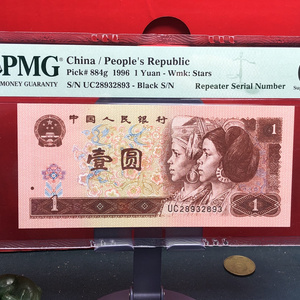 PMG
MONEY GUARANTY
China / People's Republic
Pick# 884g 1996 1 Yuan - Wmk: Stars
S/N UC28932893 - Black S/N
Repeater Serial Number
中国人民银行
1
壹圆
1
1
UC28932893